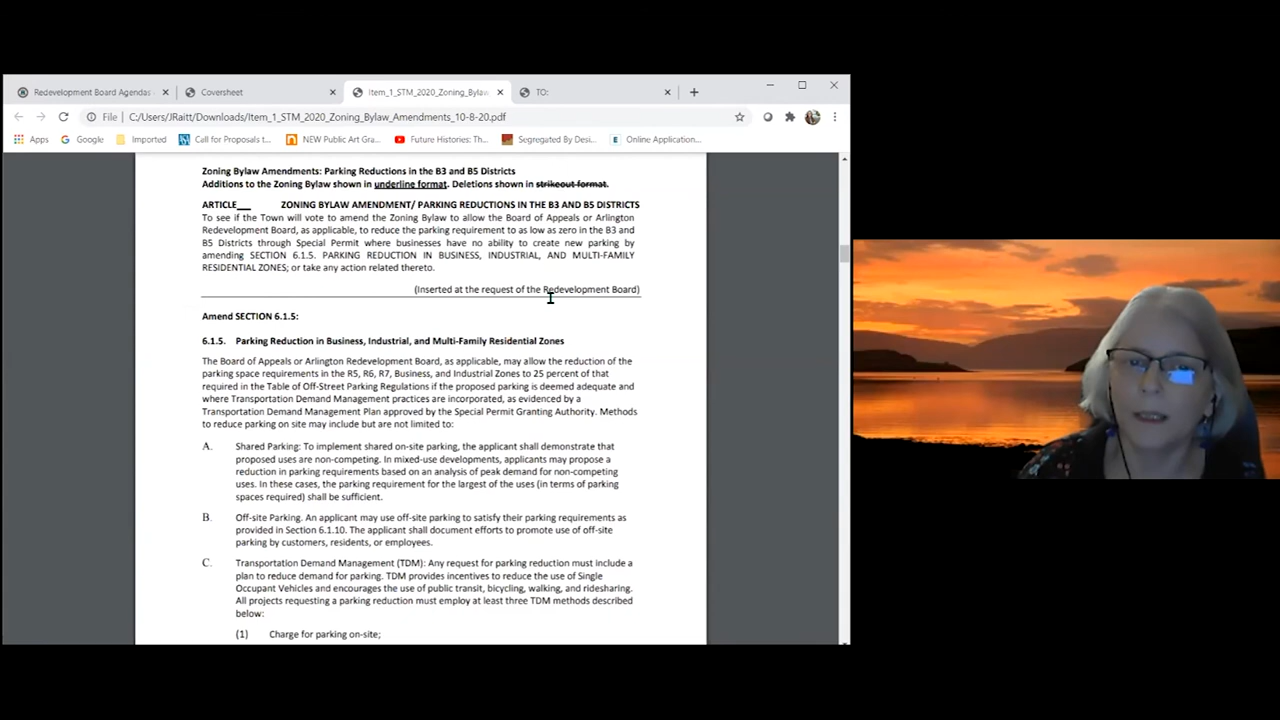 Redevelopment Board Agendas
Coversheet
Item_1_STM_2020_Zoning_Bylaw
TO:
File
C:/Users/JRaitt/Downloads/Item_1_STM_2020_Zoning_Bylaw_Amendments_10-8-20.pdf
Apps
Google
Imported
Call for Proposals t...
NEW Public Art Gra...
Future Histories: Th...
Segregated By Desi...
Online Application...
Zoning Bylaw Amendments: Parking Reductions in the B3 and B5 Districts
Additions to the Zoning Bylaw shown in underline format. Deletions shown in strikeout format.
ARTICLE___ ZONING BYLAW AMENDMENT/ PARKING REDUCTIONS IN THE B3 AND B5 DISTRICTS
To see if the Town will vote to amend the Zoning Bylaw to allow the Board of Appeals or Arlington
Redevelopment Board, as applicable, to reduce the parking requirement to as low as zero in the B3 and
B5 Districts through Special Permit where businesses have no ability to create new parking by
amending SECTION 6.1.5. PARKING REDUCTION IN BUSINESS, INDUSTRIAL, AND MULTI-FAMILY
RESIDENTIAL ZONES; or take any action related thereto.
(Inserted at the request of the Redevelopment Board)
Amend SECTION 6.1.5:
6.1.5. Parking Reduction in Business, Industrial, and Multi-Family Residential Zones
The Board of Appeals or Arlington Redevelopment Board, as applicable, may allow the reduction of the
parking space requirements in the R5, R6, R7, Business, and Industrial Zones to 25 percent of that
required in the Table of Off-Street Parking Regulations if the proposed parking is deemed adequate and
where Transportation Demand Management practices are incorporated, as evidenced by a
Transportation Demand Management Plan approved by the Special Permit Granting Authority. Methods
to reduce parking on site may include but are not limited to:
A. Shared Parking: To implement shared on-site parking, the applicant shall demonstrate that
proposed uses are non-competing. In mixed-use developments, applicants may propose a
reduction in parking requirements based on an analysis of peak demand for non-competing
uses. In these cases, the parking requirement for the largest of the uses (in terms of parking
spaces required) shall be sufficient.
B. Off-site Parking. An applicant may use off-site parking to satisfy their parking requirements as
provided in Section 6.1.10. The applicant shall document efforts to promote use of off-site
parking by customers, residents, or employees.
C. Transportation Demand Management (TDM): Any request for parking reduction must include a
plan to reduce demand for parking. TDM provides incentives to reduce the use of Single
Occupant Vehicles and encourages the use of public transit, bicycling, walking, and ridesharing.
All projects requesting a parking reduction must employ at least three TDM methods described
below:
(1) Charge for parking on-site;